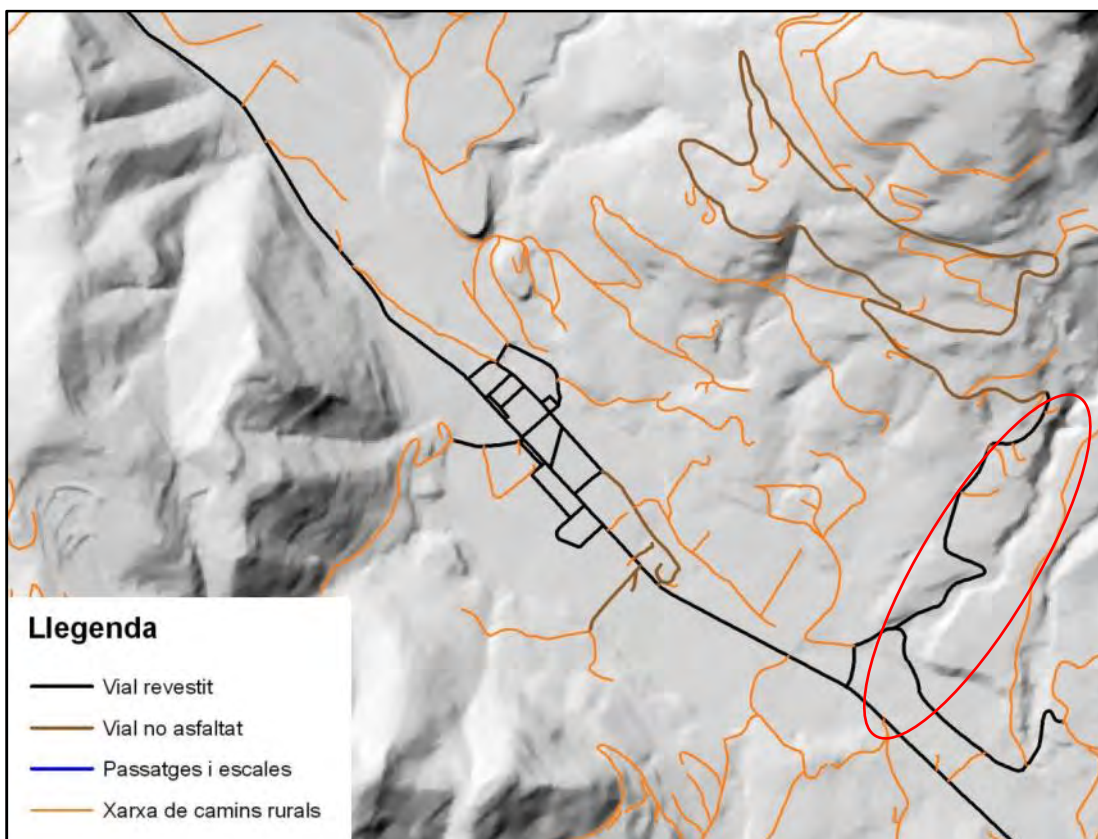 Llegenda
Vial revestit
Vial no asfaltat
Passatges i escales
Xarxa de camins rurals